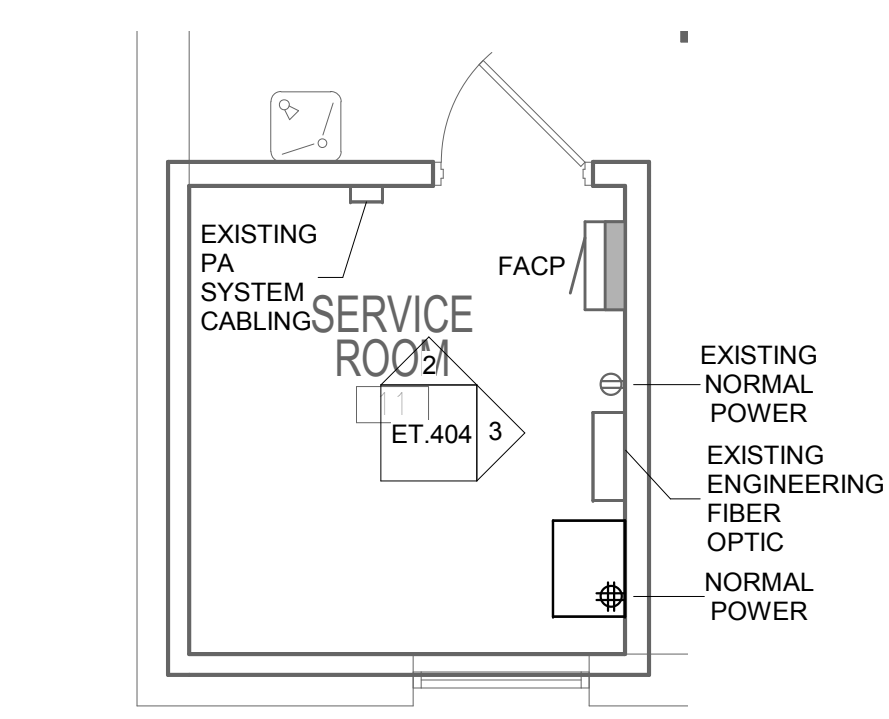 EXISTING
PA
SYSTEM
CABLING
SERVICE
ROOM
FACP
2
11
ET.404
3
EXISTING
NORMAL
POWER
EXISTING
ENGINEERING
FIBER
OPTIC
NORMAL
POWER